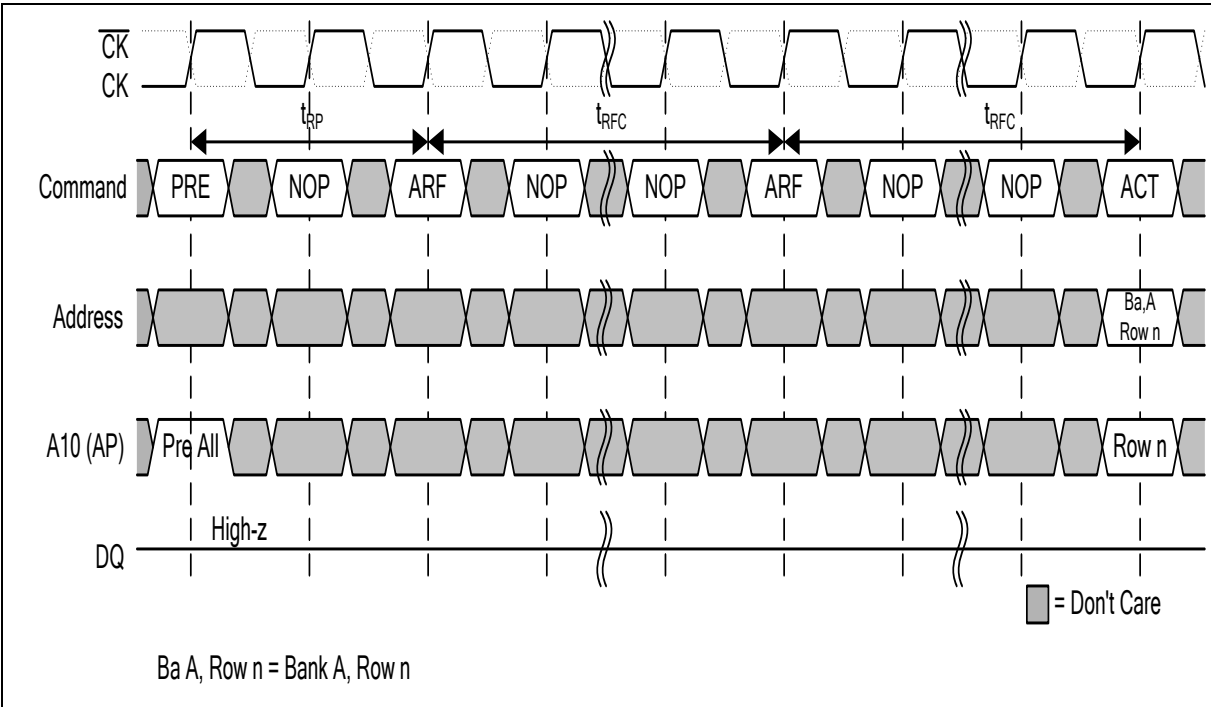 CK
CK
tRP
tRFC
tRFC
Command
PRE
NOP
ARF
NOP
NOP
ARF
NOP
NOP
ACT
Address
Ba,A
Row n
A10 (AP)
Pre All
Row n
High-z
DQ
= Don't Care
Ba A, Row n = Bank A, Row n